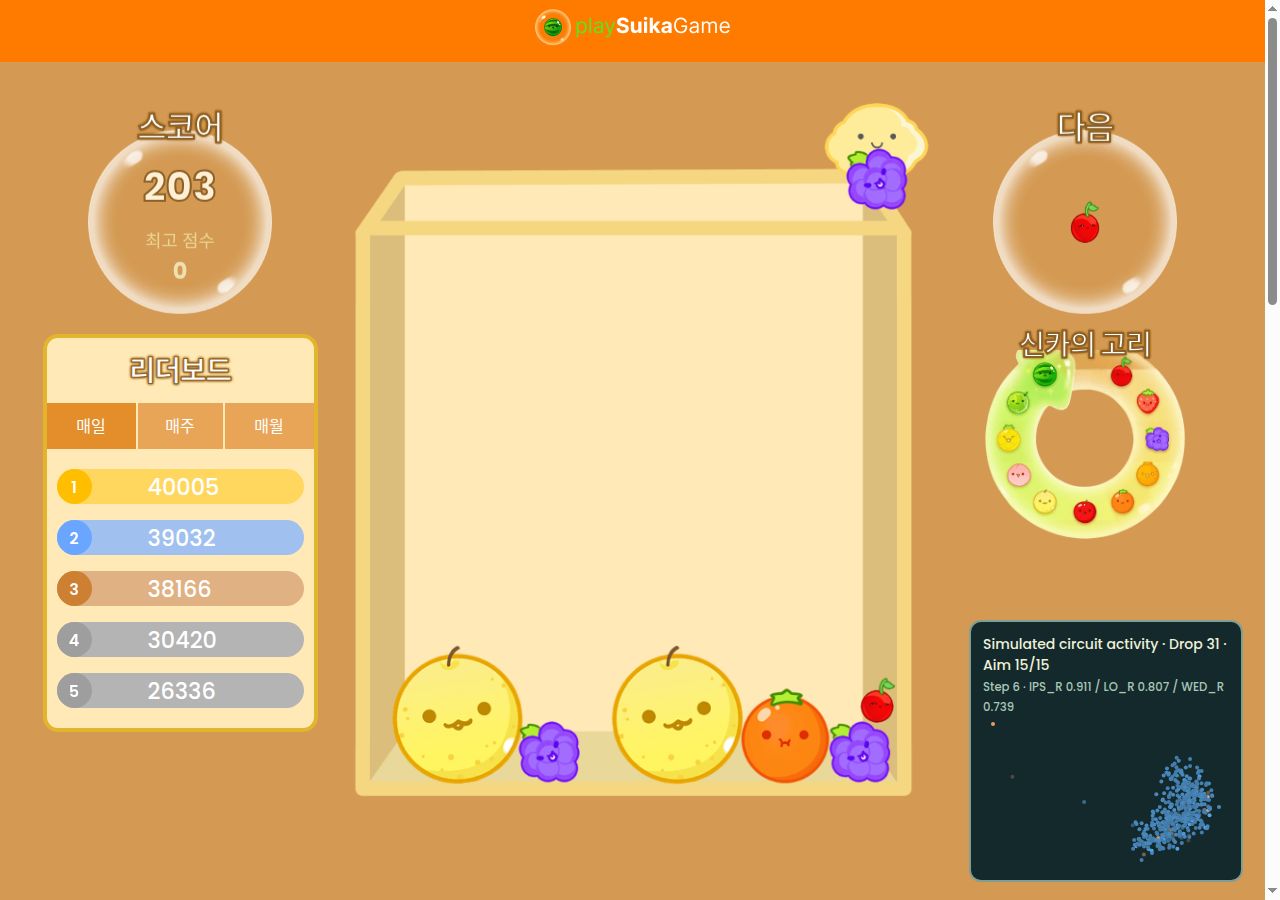 playSuikaGame
스코어
203
최고 점수
0
다음
신카의 고리
리더보드
매일 매주 매월
1 40005
2 39032
3 38166
4 30420
5 26336
Simulated circuit activity · Drop 31 ·
Aim 15/15
Step 6 · IPS_R 0.911 / LO_R 0.807 / WED_R
0.739